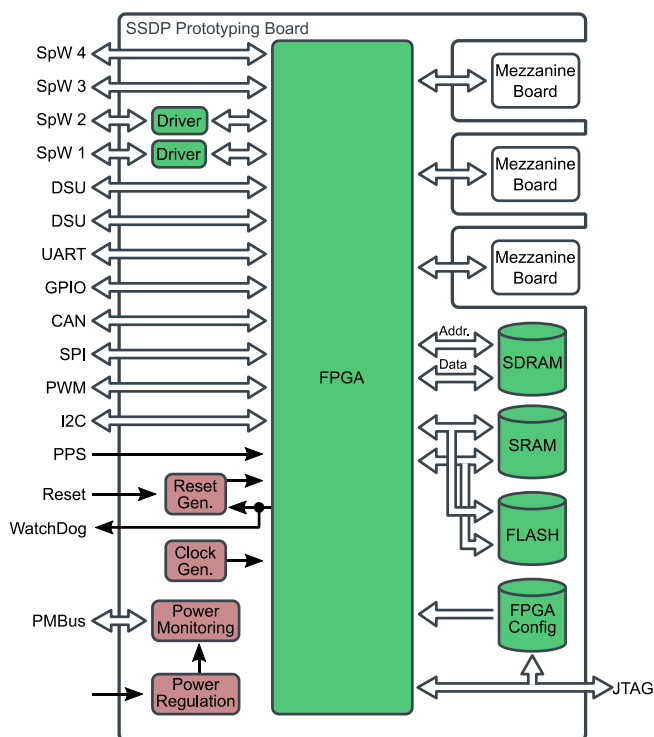 SSDP Prototyping Board
SpW 4
SpW 3
SpW 2
Driver
SpW 1
Driver
DSU
DSU
UART
GPIO
CAN
SPI
PWM
I2C
PPS
Reset
Reset
Gen.
WatchDog
Clock
Gen.
PMBus
Power
Monitoring
Power
Regulation
FPGA
Mezzanine
Board
Mezzanine
Board
Mezzanine
Board
Addr.
Data
SDRAM
SRAM
FLASH
FPGA
Config
JTAG